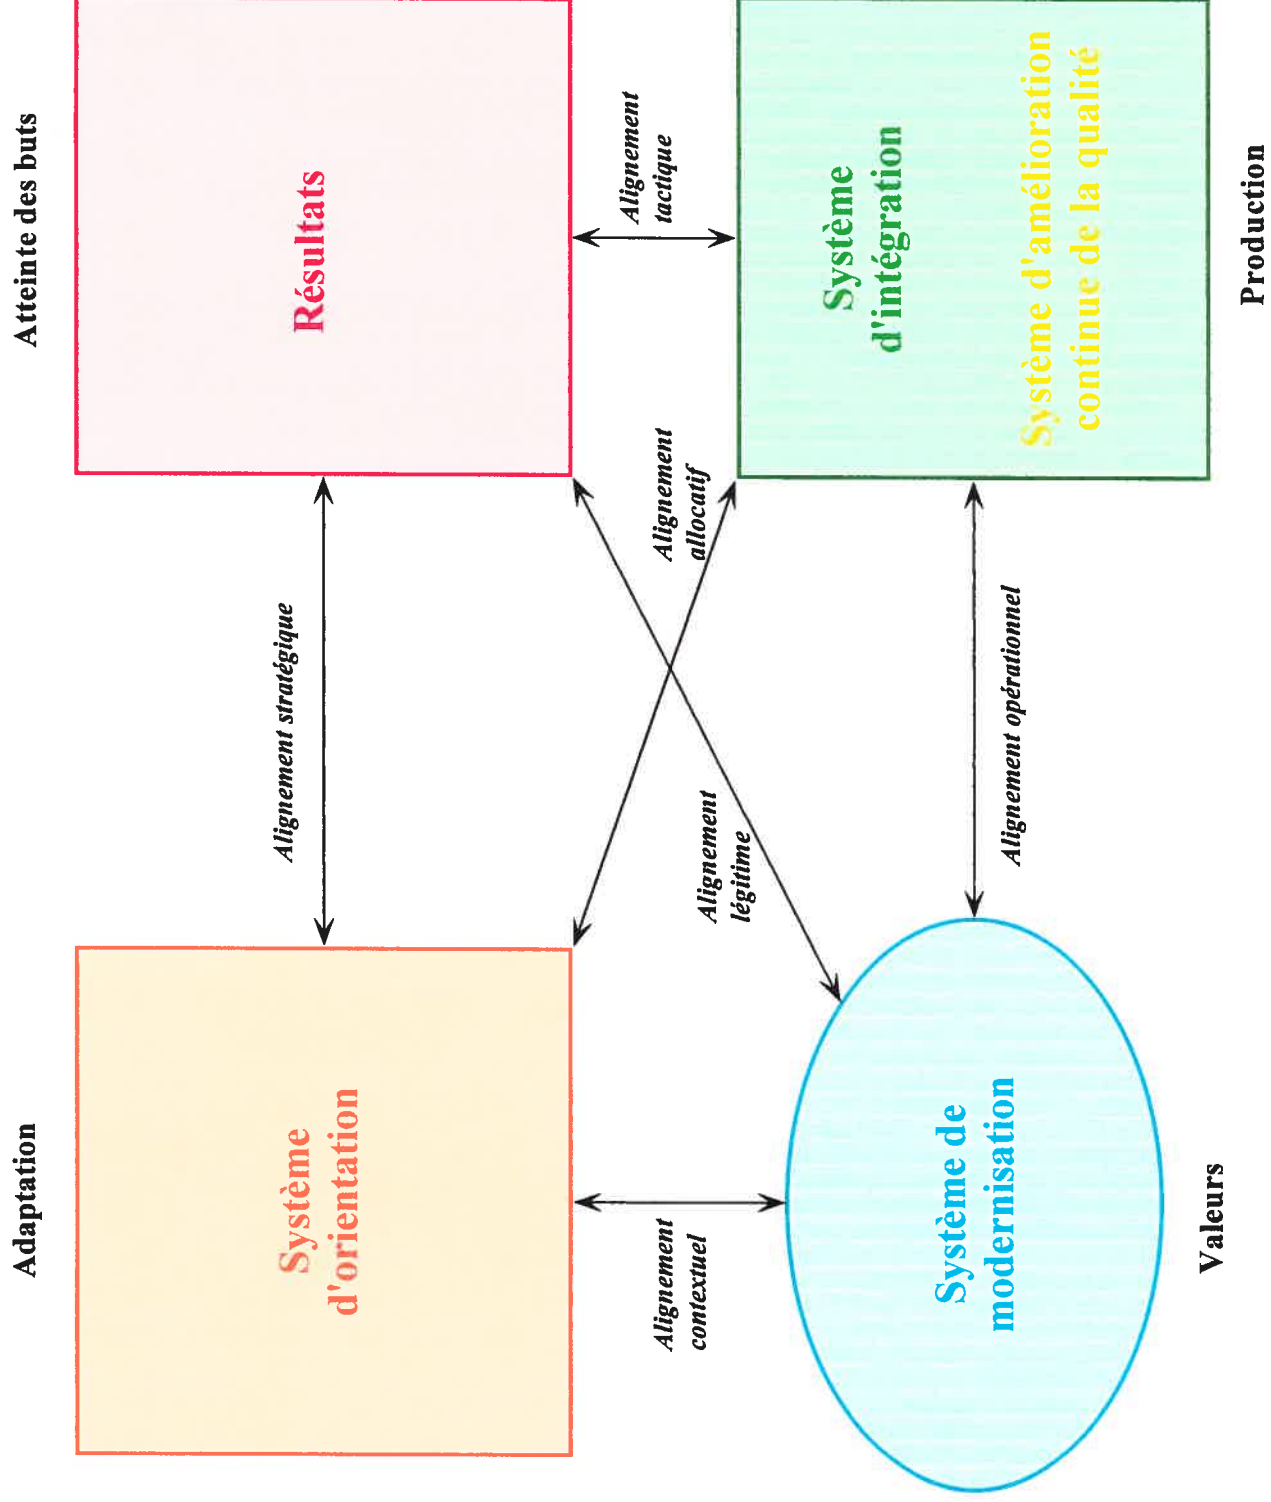 Adaptation
Atteinte des buts
Système
d'orientation
Alignement stratégique
Résultats
Alignement
contextuel
Alignement
légitime
Alignement
allocatif
Alignement
tactique
Système de
modernisation
Alignement opérationnel
Système
d'intégration
Système d'amélioration
continue de la qualité
Valeurs
Production